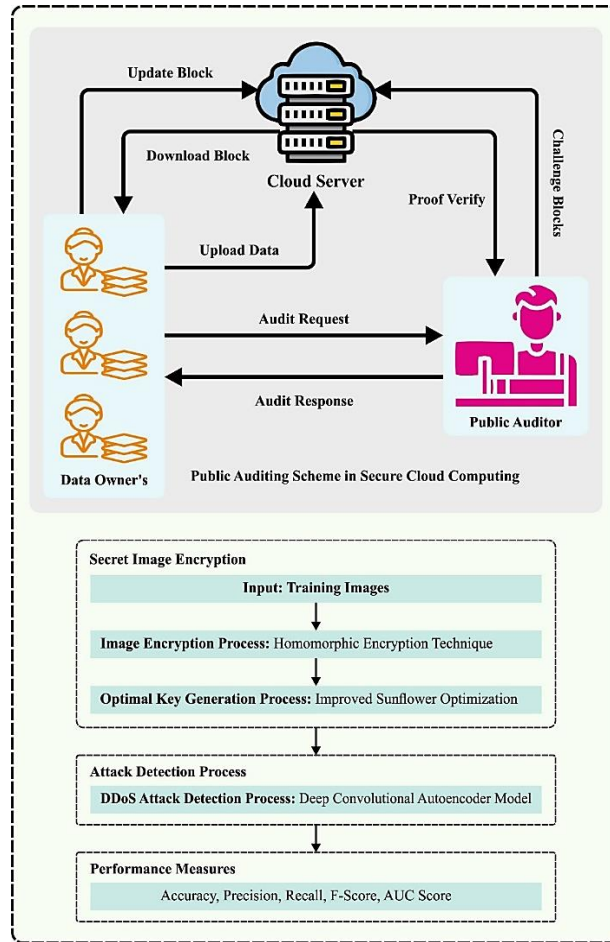 Update Block
Download Block
Cloud Server
Proof Verify
Challenge Blocks
Upload Data
Audit Request
Audit Response
Public Auditor
Data Owner's
Public Auditing Scheme in Secure Cloud Computing
Secret Image Encryption
Input: Training Images
Image Encryption Process: Homomorphic Encryption Technique
Optimal Key Generation Process: Improved Sunflower Optimization
Attack Detection Process
DDoS Attack Detection Process: Deep Convolutional Autoencoder Model
Performance Measures
Accuracy, Precision, Recall, F-Score, AUC Score